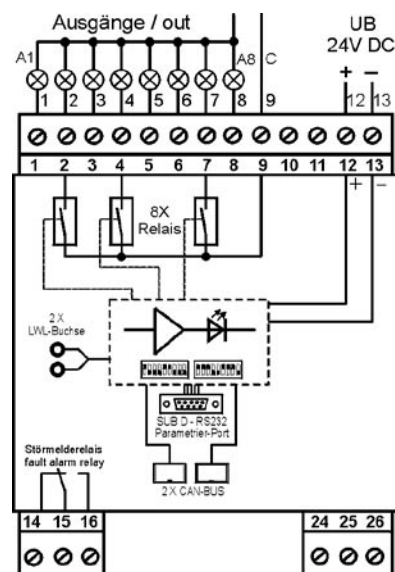 Ausgänge / out
UB
24V DC
A1
A8
C
+
−
1
2
3
4
5
6
7
8
9
12
13
1 2 3 4 5 6 7 8 9 10 11 12 13
+
−
8X
Relais
2 X
LWL-Buchse
SUB D - RS232
Parametrier-Port
2 X CAN-BUS
Störmelderelais
fault alarm relay
14 15 16
24 25 26